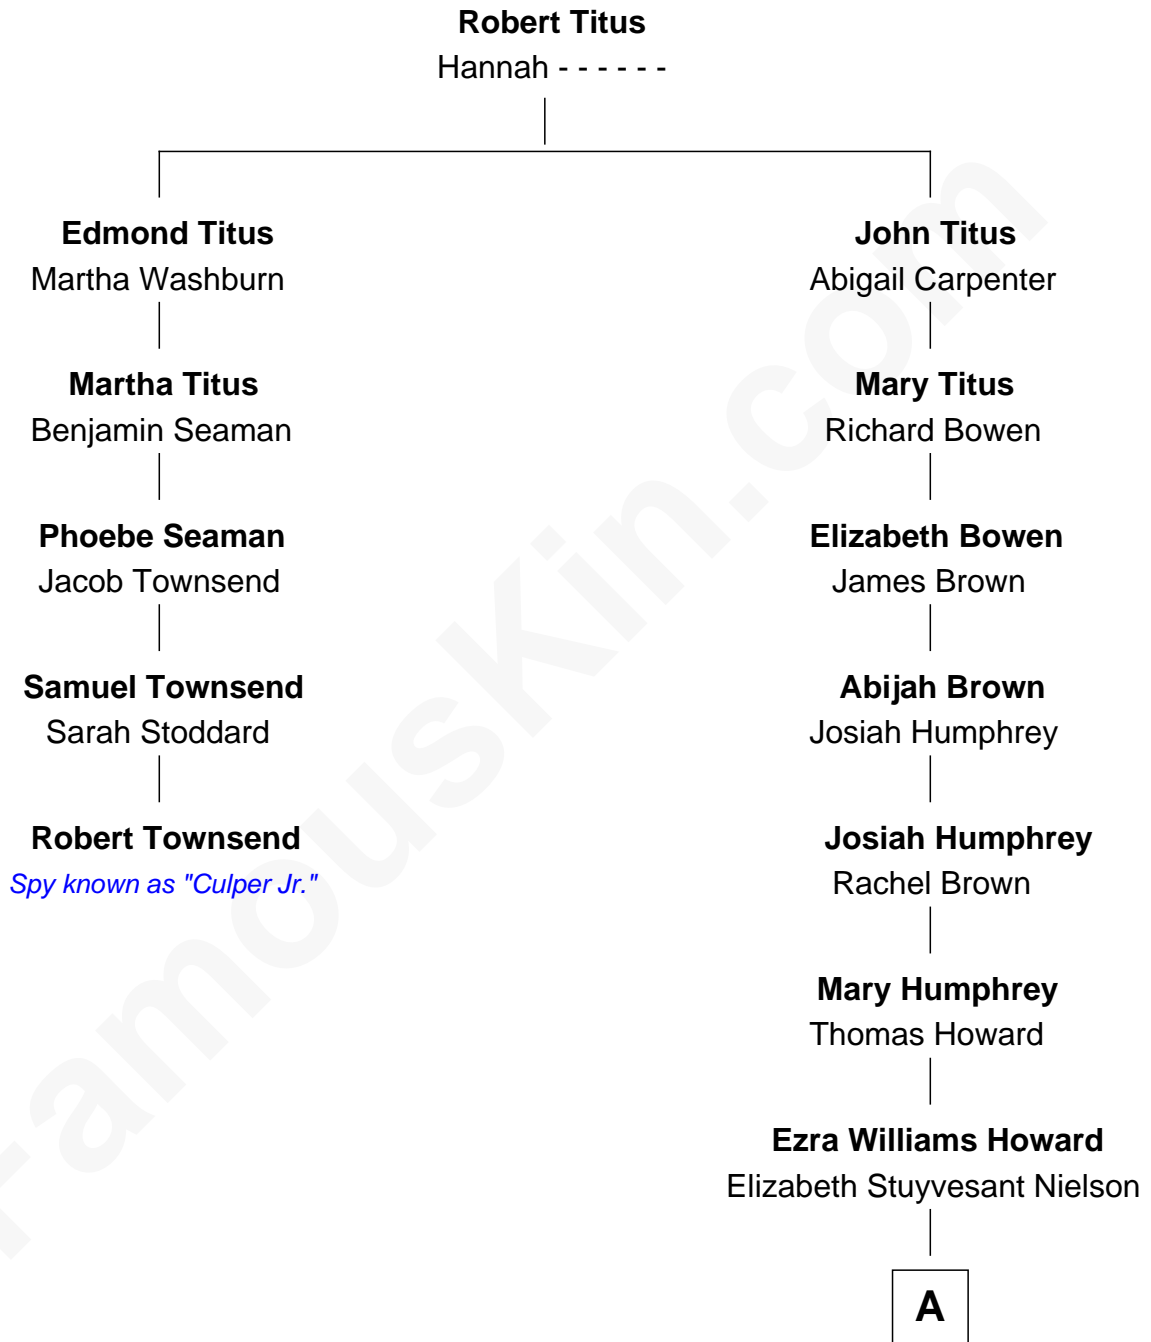 Robert Titus
Hannah - - - - - -
Edmond Titus
Martha Washburn
Martha Titus
Benjamin Seaman
Phoebe Seaman
Jacob Townsend
Samuel Townsend
Sarah Stoddard
Robert Townsend
Spy known as "Culper Jr."
John Titus
Abigail Carpenter
Mary Titus
Richard Bowen
Elizabeth Bowen
James Brown
Abijah Brown
Josiah Humphrey
Josiah Humphrey
Rachel Brown
Mary Humphrey
Thomas Howard
Ezra Williams Howard
Elizabeth Stuyvesant Nielson
A
FamousKin.com